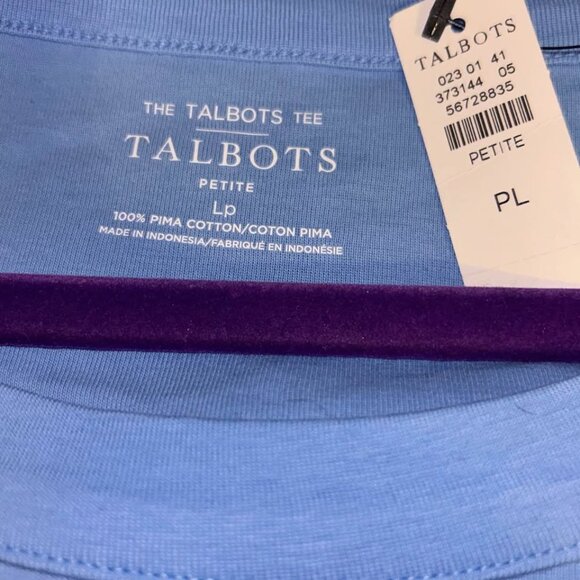 THE TALBOTS TEE
TALBOTS
PETITE
Lp
100% PIMA COTTON/COTON PIMA
MADE IN INDONESIA/FABRIQUÉ EN INDONÉSIE
TALBOTS
023 01 41
373144 05
56728835
PETITE
PL